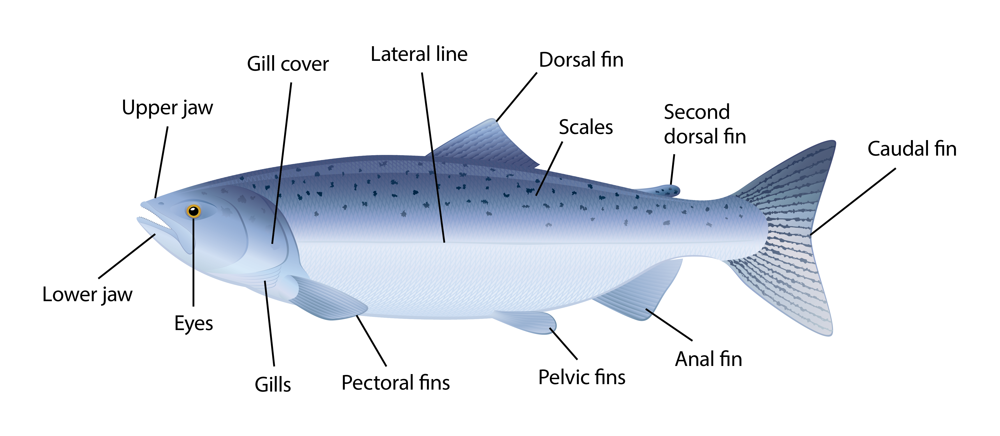 Lateral line
Dorsal fin
Gill cover
Upper jaw
Second
dorsal fin
Scales
Caudal fin
Lower jaw
Eyes
Anal fin
Pelvic fins
Pectoral fins
Gills